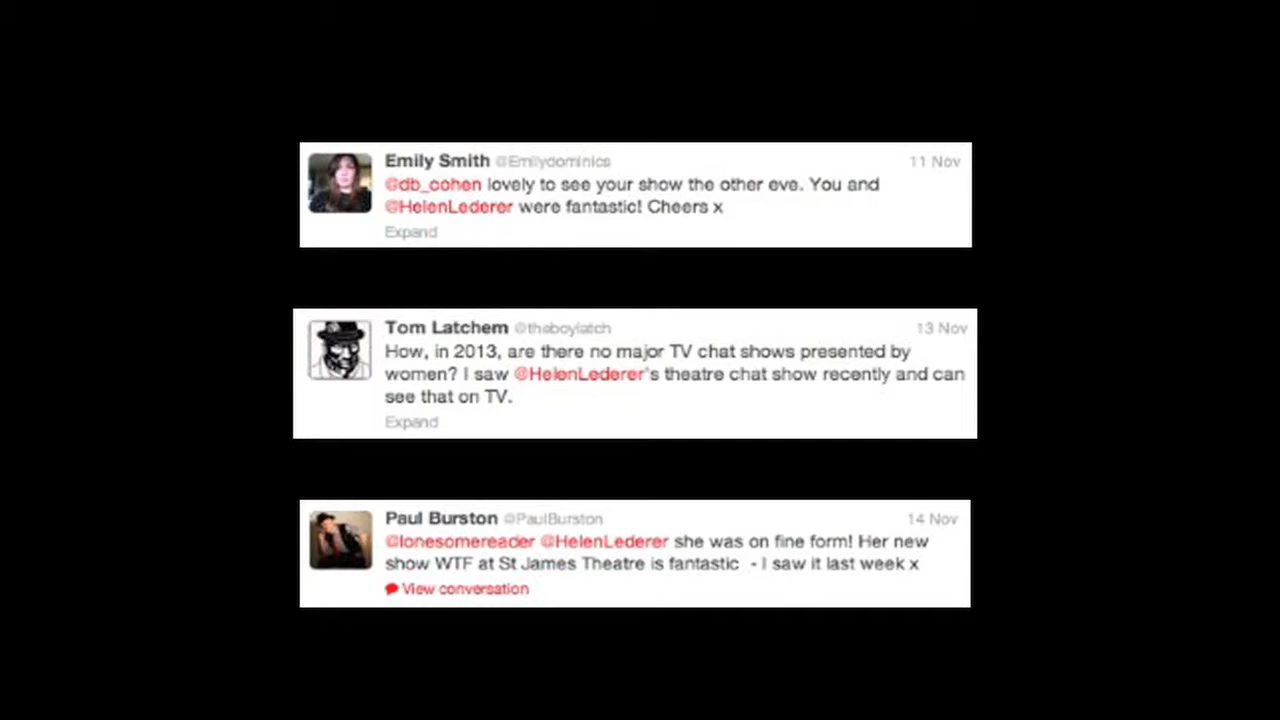 Emily Smith @Emilydominics 11 Nov
@db_cohen lovely to see your show the other eve. You and
@HelenLederer were fantastic! Cheers x
Expand
Tom Latchem @theboylatch 13 Nov
How, in 2013, are there no major TV chat shows presented by
women? I saw @HelenLederer's theatre chat show recently and can
see that on TV.
Expand
Paul Burston @PaulBurston 14 Nov
@lonesomereader @HelenLederer she was on fine form! Her new
show WTF at St James Theatre is fantastic - I saw it last week x
View conversation